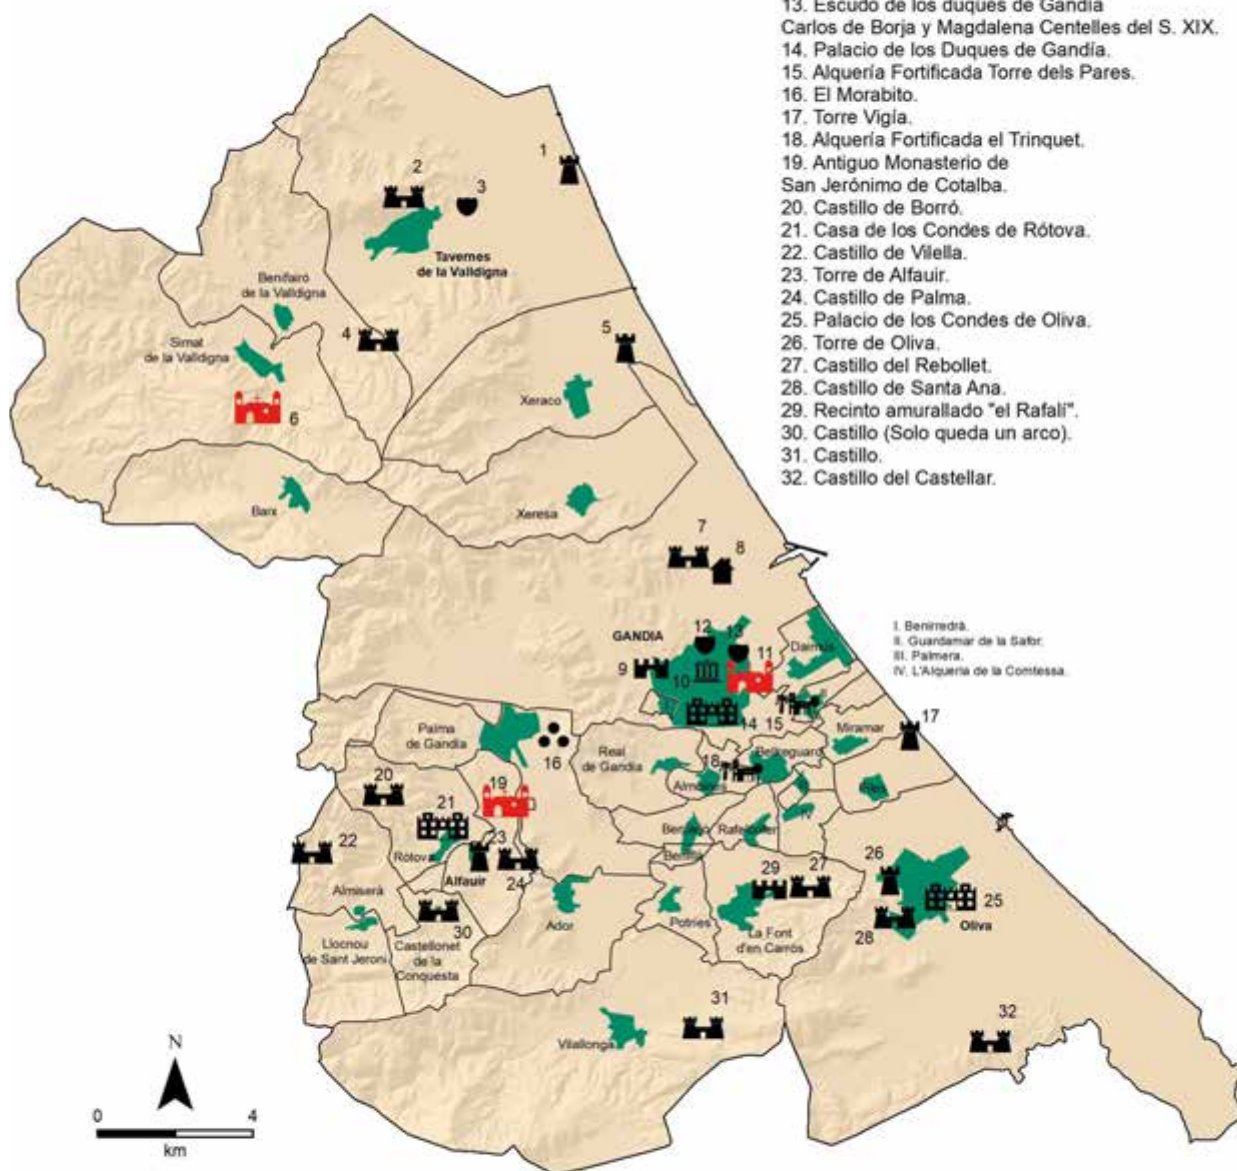 13. Escudo de los duques de Gandía
Carlos de Borja y Magdalena Centelles del S. XIX.
14. Palacio de los Duques de Gandía.
15. Alquería Fortificada Torre dels Pares.
16. El Morabito.
17. Torre Vigía.
18. Alquería Fortificada el Trinquet.
19. Antiguo Monasterio de
San Jerónimo de Cotalba.
20. Castillo de Borró.
21. Casa de los Condes de Rótova.
22. Castillo de Vilella.
23. Torre de Alfauir.
24. Castillo de Palma.
25. Palacio de los Condes de Oliva.
26. Torre de Oliva.
27. Castillo del Rebollet.
28. Castillo de Santa Ana.
29. Recinto amurallado "el Rafalí".
30. Castillo (Solo queda un arco).
31. Castillo.
32. Castillo del Castellar.
1
2
3
Tavernes
de la Valldigna
Benifairó
de la Valldigna
4
5
Simat
de la Valldigna
6
Xeraco
Barx
Xeresa
7
8
I. Benirredrà.
II. Guardamar de la Safor.
III. Palmera.
IV. L'Alqueria de la Comtessa.
GANDIA
12
13
11
Daimús
9
10
14
15
Palma
de Gandía
16
Real
de Gandía
18
Almoines
Bellreguard
Miramar
17
20
19
21
Piles
22
Rótova
23
Beniarjó
Rafelcofer
IV
24
Alfauir
Beniflá
Almiserà
29
27
26
25
30
Ador
Potries
La Font
d'en Carròs
28
Oliva
Llocnou
de Sant Jeroni
Castellonet
de la
Conquesta
31
32
Vilallonga
N
0
4
km